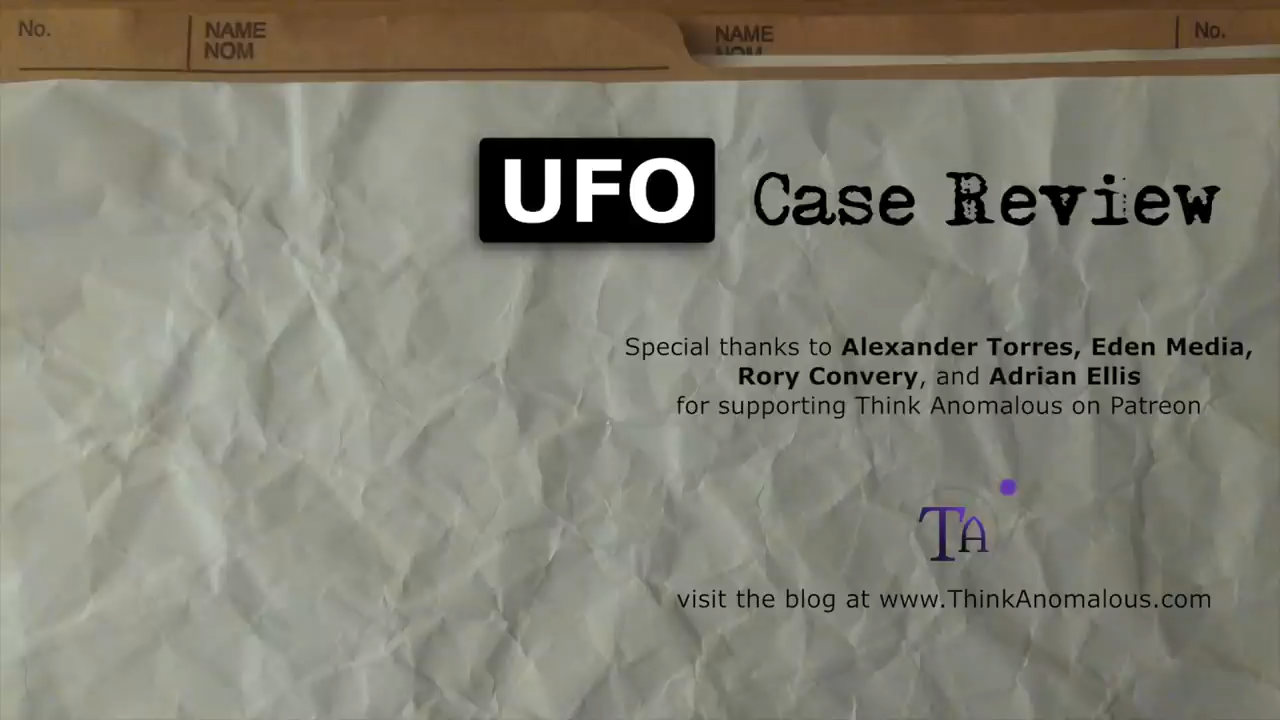 No.
NAME
NOM
NAME
NOM
No.
UFO Case Review
Special thanks to Alexander Torres, Eden Media,
Rory Convery, and Adrian Ellis
for supporting Think Anomalous on Patreon
TA
visit the blog at www.ThinkAnomalous.com